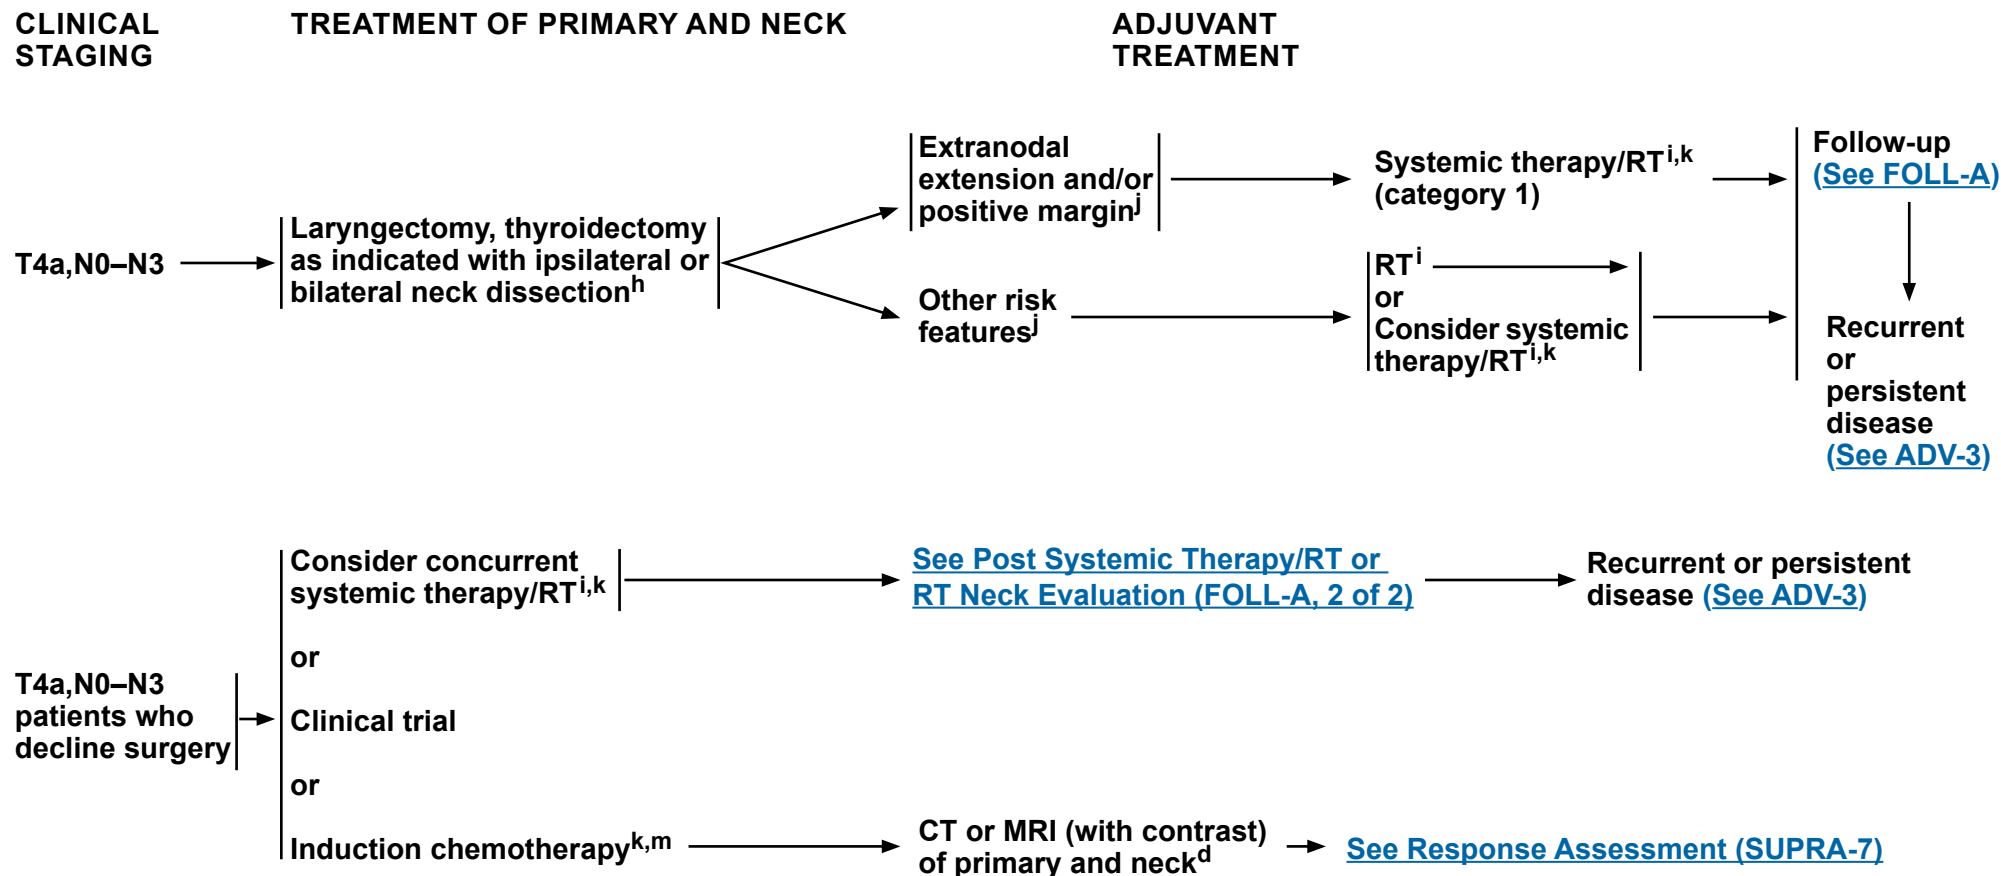 CLINICAL
STAGING
TREATMENT OF PRIMARY AND NECK
ADJUVANT
TREATMENT
T4a,N0–N3
Laryngectomy, thyroidectomy
as indicated with ipsilateral or
bilateral neck dissectionh
Extranodal
extension and/or
positive marginj
Systemic therapy/RTi,k
(category 1)
Other risk
featuresj
RTi
or
Consider systemic
therapy/RTi,k
Follow-up
(See FOLL-A)
Recurrent
or
persistent
disease
(See ADV-3)
T4a,N0–N3
patients who
decline surgery
Consider concurrent
systemic therapy/RTi,k
or
Clinical trial
or
Induction chemotherapyk,m
See Post Systemic Therapy/RT or
RT Neck Evaluation (FOLL-A, 2 of 2)
Recurrent or persistent
disease (See ADV-3)
CT or MRI (with contrast)
of primary and neckd
See Response Assessment (SUPRA-7)